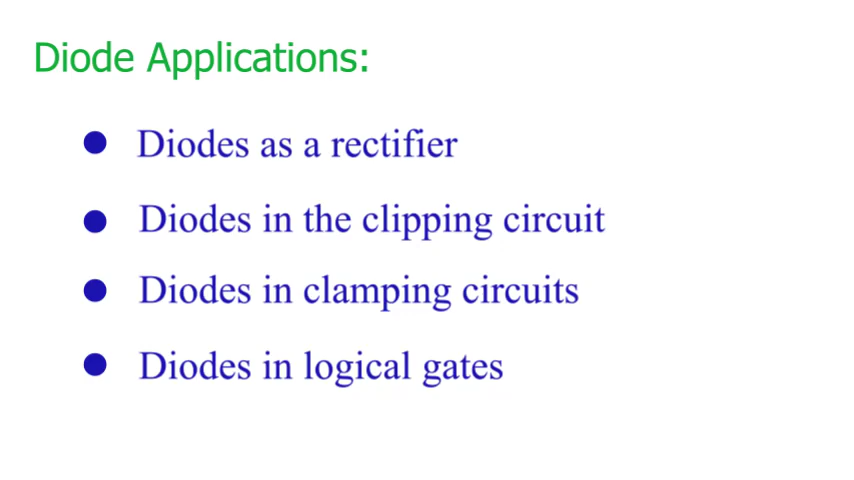 Diode Applications:
● Diodes as a rectifier
● Diodes in the clipping circuit
● Diodes in clamping circuits
● Diodes in logical gates